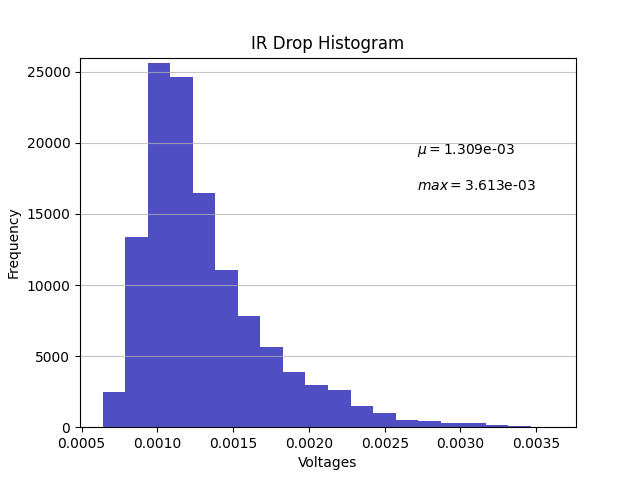 IR Drop Histogram
25000
20000
15000
10000
5000
0
Frequency
μ = 1.309e-03
max = 3.613e-03
0.0005 0.0010 0.0015 0.0020 0.0025 0.0030 0.0035
Voltages